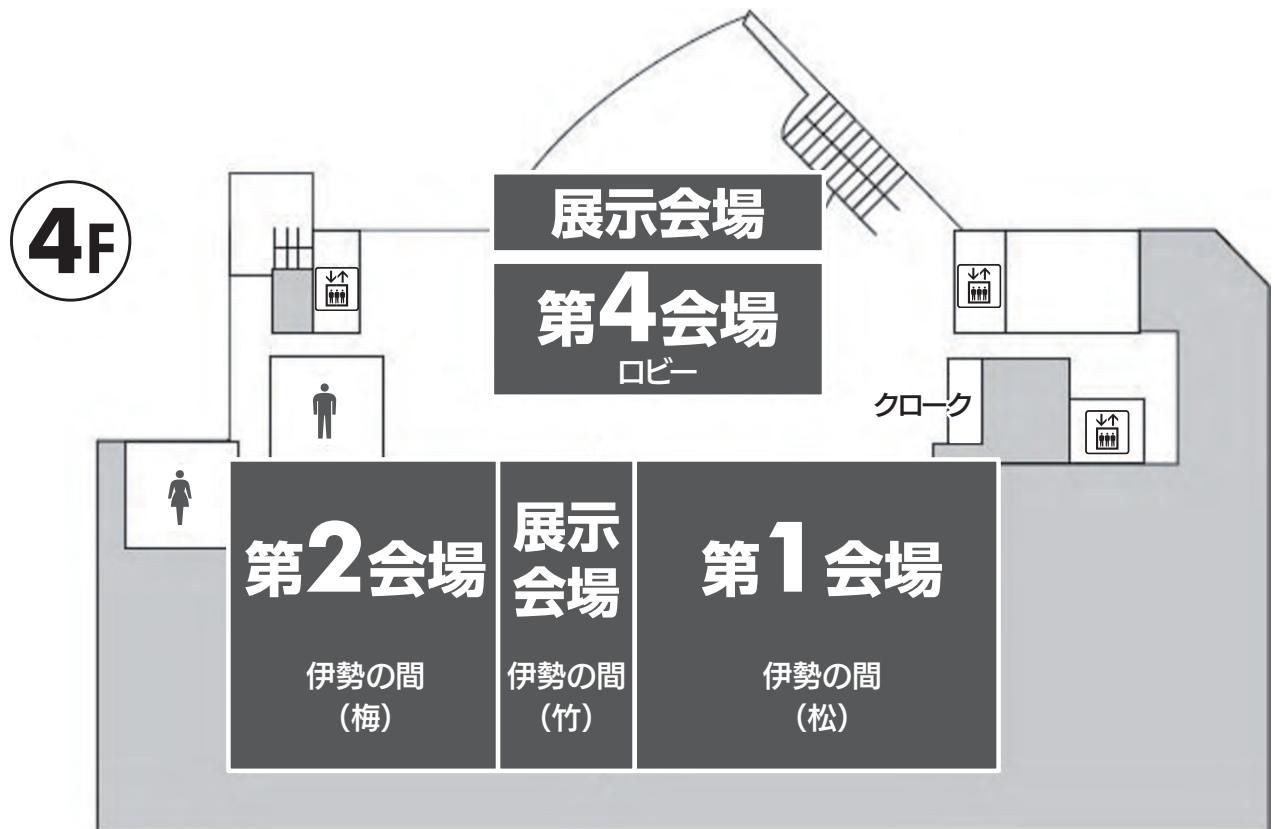 4F
展示会場
第4会場
ロビー
クローク
第2会場
伊勢の間
（梅）
展示
会場
伊勢の間
（竹）
第1会場
伊勢の間
（松）